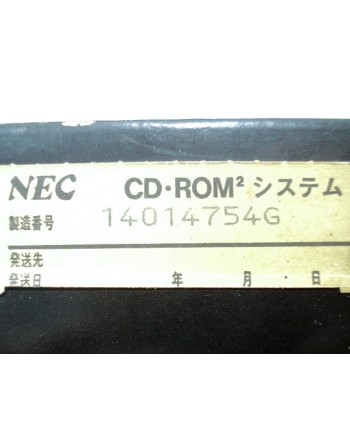 NEC CD·ROM² システム
製造番号 14014754G
発送先
発送日 年 月 · 日